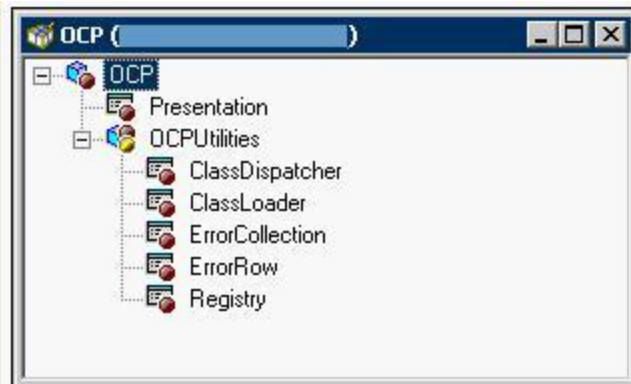 OCP ( )
OCP
Presentation
OCPUtilities
ClassDispatcher
ClassLoader
ErrorCollection
ErrorRow
Registry